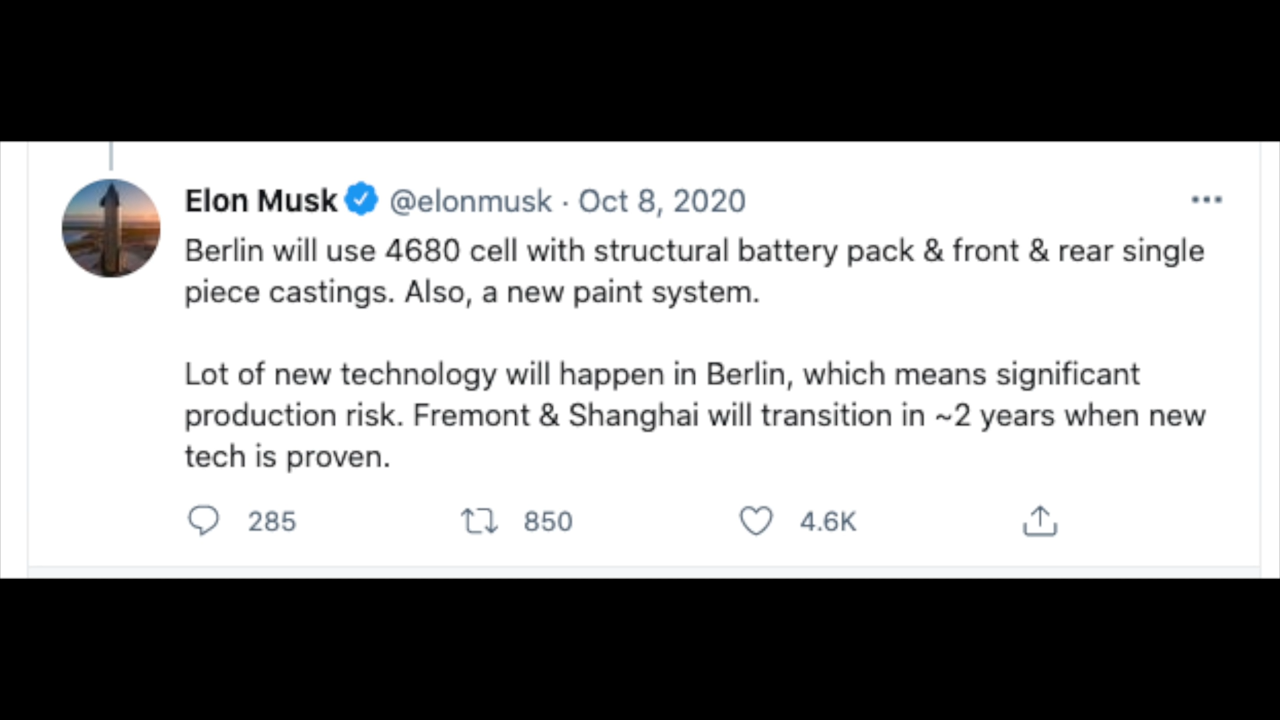 Elon Musk @elonmusk · Oct 8, 2020
Berlin will use 4680 cell with structural battery pack & front & rear single
piece castings. Also, a new paint system.
Lot of new technology will happen in Berlin, which means significant
production risk. Fremont & Shanghai will transition in ~2 years when new
tech is proven.
285 850 4.6K